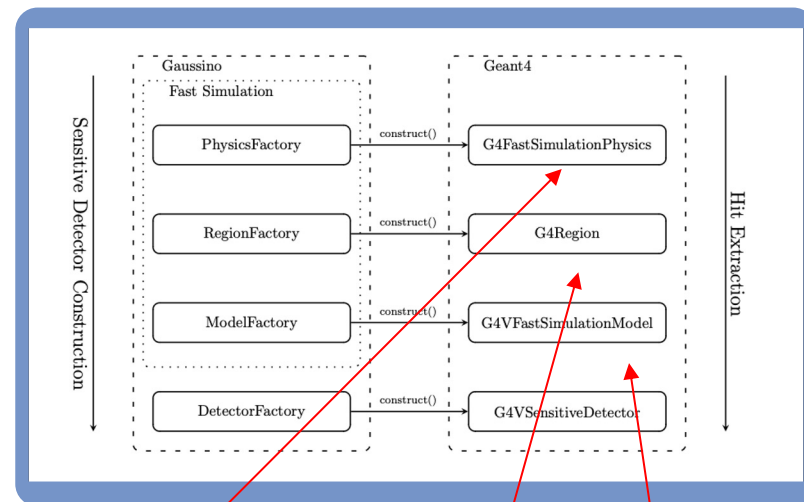 Gaussino
Geant4
Fast Simulation
PhysicsFactory
construct()
G4FastSimulationPhysics
RegionFactory
construct()
G4Region
ModelFactory
construct()
G4VFastSimulationModel
DetectorFactory
construct()
G4VSensitiveDetector
Sensitive Detector Construction
Hit Extraction